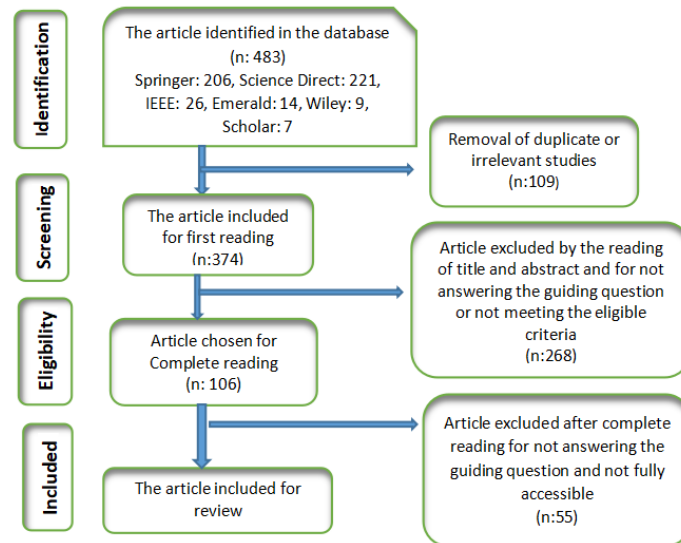 Identification
The article identified in the database
(n: 483)
Springer: 206, Science Direct: 221,
IEEE: 26, Emerald: 14, Wiley: 9,
Scholar: 7
Removal of duplicate or
irrelevant studies
(n:109)
Screening
The article included
for first reading
(n:374)
Article excluded by the reading
of title and abstract and for not
answering the guiding question
or not meeting the eligible
criteria
(n:268)
Eligibility
Article chosen for
Complete reading
(n: 106)
Article excluded after complete
reading for not answering the
guiding question and not fully
accessible
(n:55)
Included
The article included for
review